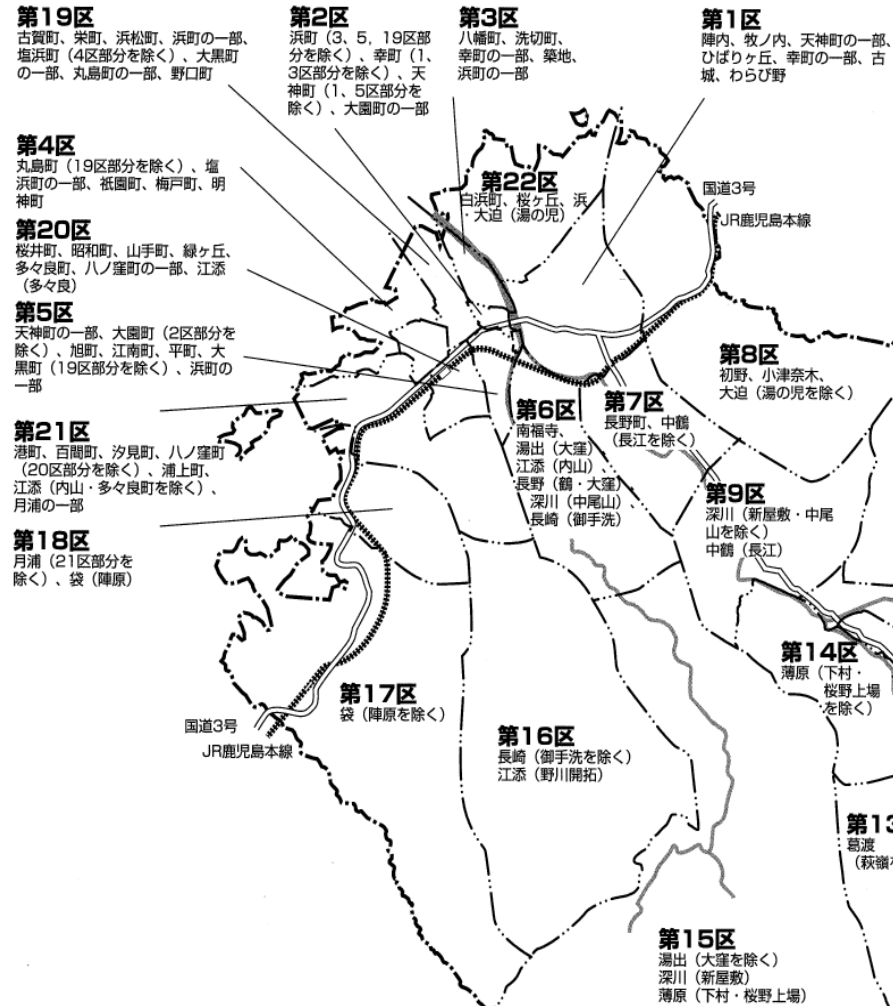 第19区
古賀町、栄町、浜松町、浜町の一部、
塩浜町（4区部分を除く）、大黒町
の一部、丸島町の一部、野口町
第2区
浜町（3、5，19区部
分を除く）、幸町（1、
3区部分を除く）、天
神町（1、5区部分を
除く）、大園町の一部
第3区
八幡町、洗切町、
幸町の一部、築地、
浜町の一部
第1区
陣内、牧ノ内、天神町の一部、
ひばりヶ丘、幸町の一部、古
城、わらび野
第4区
丸島町（19区部分を除く）、塩
浜町の一部、祇園町、梅戸町、明
神町
第22区
白浜町、桜ヶ丘、浜
・大迫（湯の児）
国道3号
JR鹿児島本線
第20区
桜井町、昭和町、山手町、緑ヶ丘、
多々良町、八ノ窪町の一部、江添
（多々良）
第5区
天神町の一部、大園町（2区部分を
除く）、旭町、江南町、平町、大
黒町（19区部分を除く）、浜町の
一部
第8区
初野、小津奈木、
大迫（湯の児を除く）
第21区
港町、百間町、汐見町、八ノ窪町
（20区部分を除く）、浦上町、
江添（内山・多々良町を除く）、
月浦の一部
第6区
南福寺、
湯出（大窪）
江添（内山）、
長野（鶴・大窪）、
深川（中尾山）、
長崎（御手洗）
第7区
長野町、中鶴
（長江を除く）
第9区
深川（新屋敷・中尾
山を除く）
中鶴（長江）
第18区
月浦（21区部分を
除く）、袋（陣原）
第14区
薄原（下村・
桜野上場
を除く）
第17区
袋（陣原を除く）
国道3号
JR鹿児島本線
第16区
長崎（御手洗を除く）
江添（野川開拓）
第13
葛渡
（萩嶺
第15区
湯出（大窪を除く）
深川（新屋敷）
薄原（下村・桜野上場）